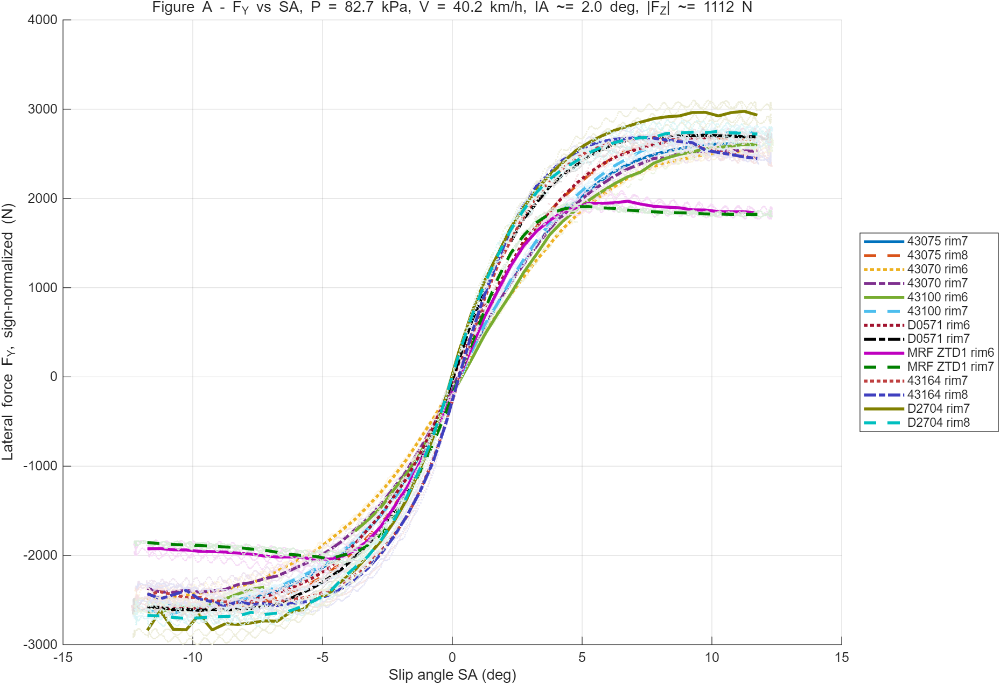 Figure A - FY vs SA, P = 82.7 kPa, V = 40.2 km/h, IA ~= 2.0 deg, |FZ| ~= 1112 N
4000
3000
2000
1000
0
-1000
-2000
-3000
Lateral force FY, sign-normalized (N)
-15
-10
-5
0
5
10
15
Slip angle SA (deg)
43075 rim7
43075 rim8
43070 rim6
43070 rim7
43100 rim6
43100 rim7
D0571 rim6
D0571 rim7
MRF ZTD1 rim6
MRF ZTD1 rim7
43164 rim7
43164 rim8
D2704 rim7
D2704 rim8